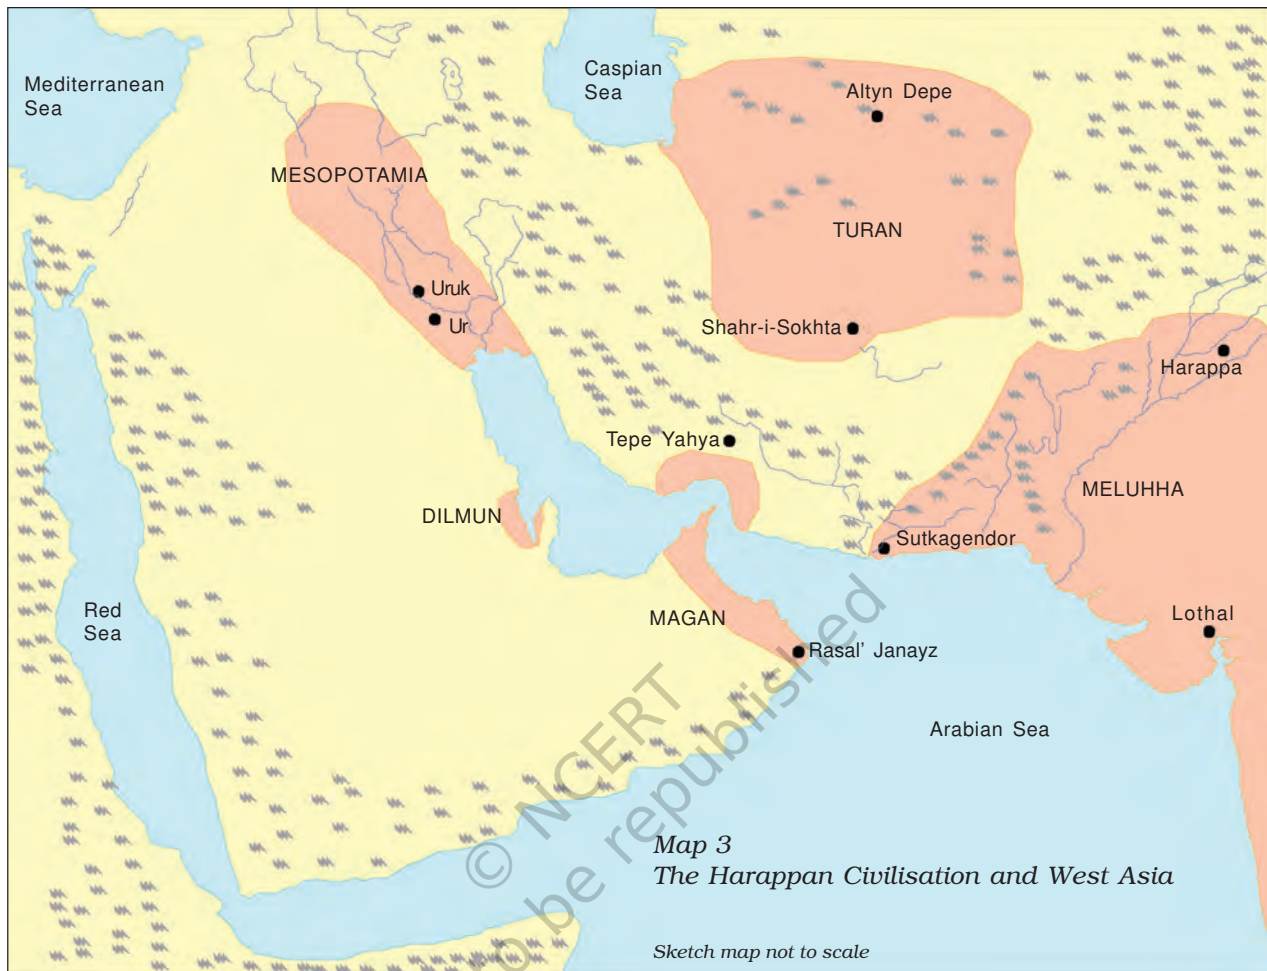 Mediterranean
Sea
Caspian
Sea
Altyn Depe
MESOPOTAMIA
TURAN
Uruk
Ur
Shahr-i-Sokhta
Harappa
Tepe Yahya
MELUHHA
DILMUN
Sutkagendor
Red
Sea
MAGAN
Lothal
Rasal’ Janayz
Arabian Sea
© NCERT
to be republished
Map 3
The Harappan Civilisation and West Asia
Sketch map not to scale